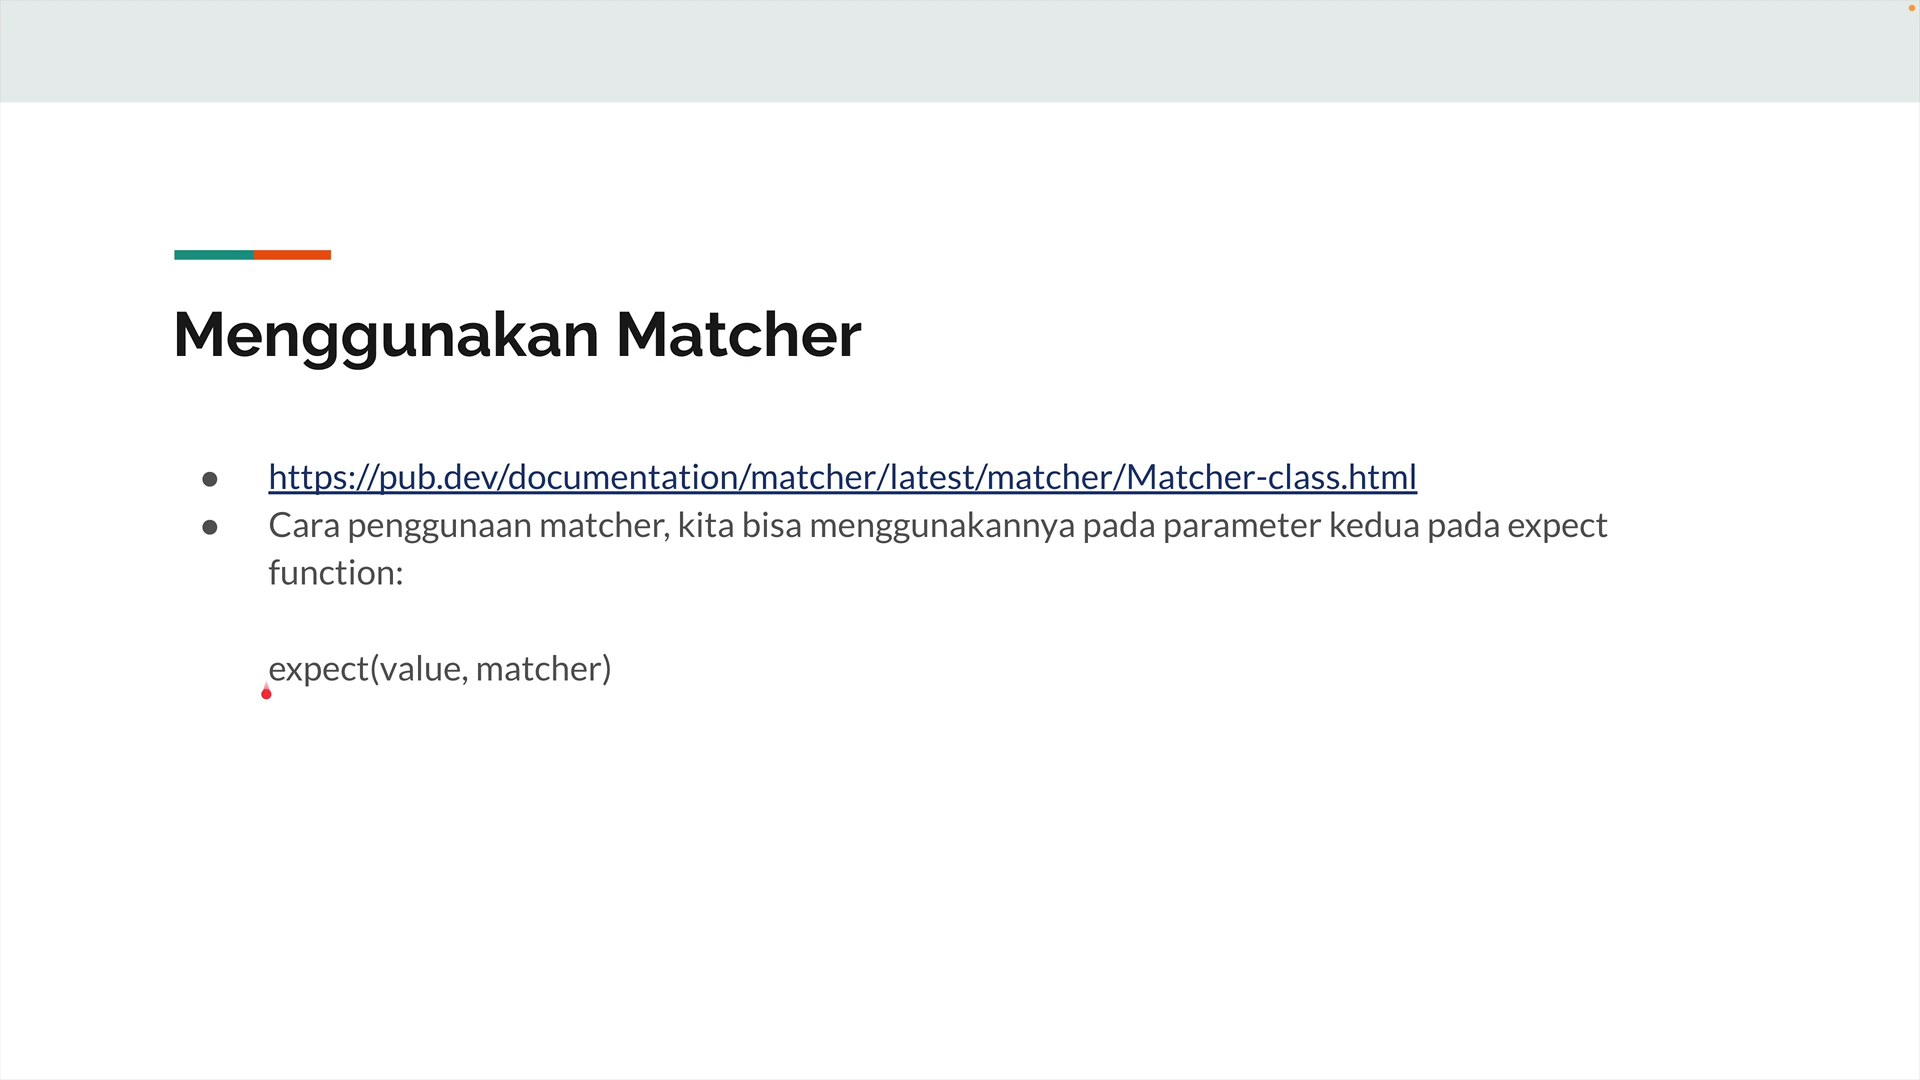 Menggunakan Matcher
● https://pub.dev/documentation/matcher/latest/matcher/Matcher-class.html
● Cara penggunaan matcher, kita bisa menggunakannya pada parameter kedua pada expect
function:
expect(value, matcher)